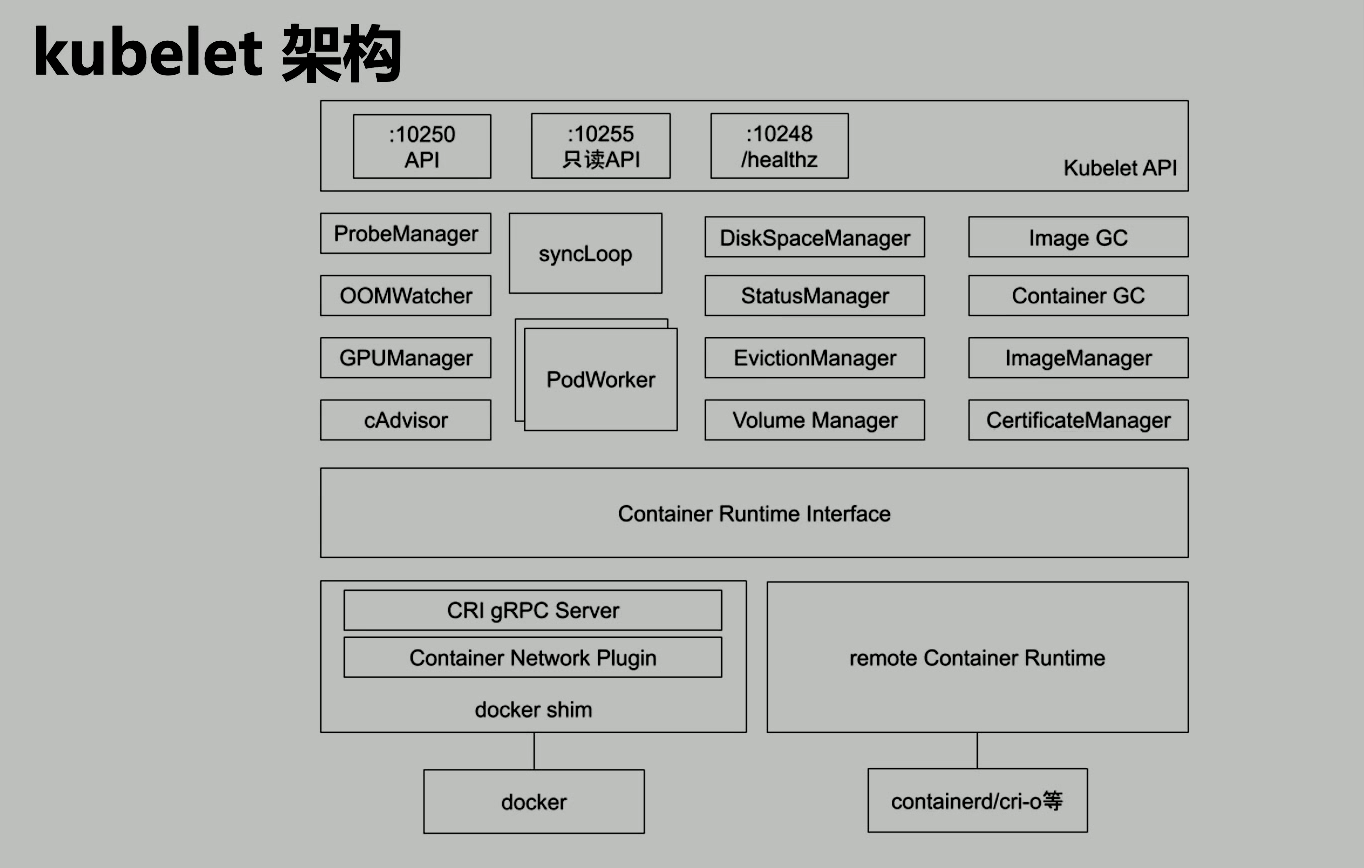 kubelet 架构
:10250
API
:10255
只读API
:10248
/healthz
Kubelet API
ProbeManager
syncLoop
DiskSpaceManager
Image GC
OOMWatcher
StatusManager
Container GC
GPUManager
PodWorker
EvictionManager
ImageManager
cAdvisor
Volume Manager
CertificateManager
Container Runtime Interface
CRI gRPC Server
Container Network Plugin
docker shim
remote Container Runtime
docker
containerd/cri-o等